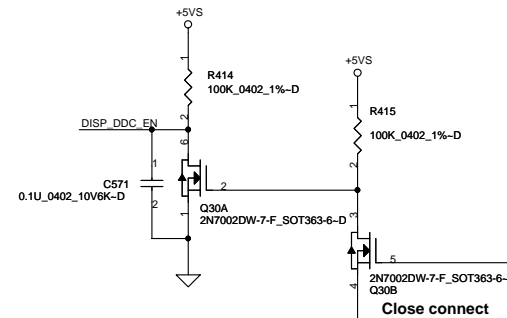 +5VS
+5VS
1
R414
100K_0402_1%~D
2
1
R415
100K_0402_1%~D
2
DISP_DDC_EN
6
1
C571
0.1U_0402_10V6K~D
2
2
1
Q30A
2N7002DW-7-F_SOT363-6~D
3
5
2N7002DW-7-F_SOT363-6~
Q30B
4
Close connect